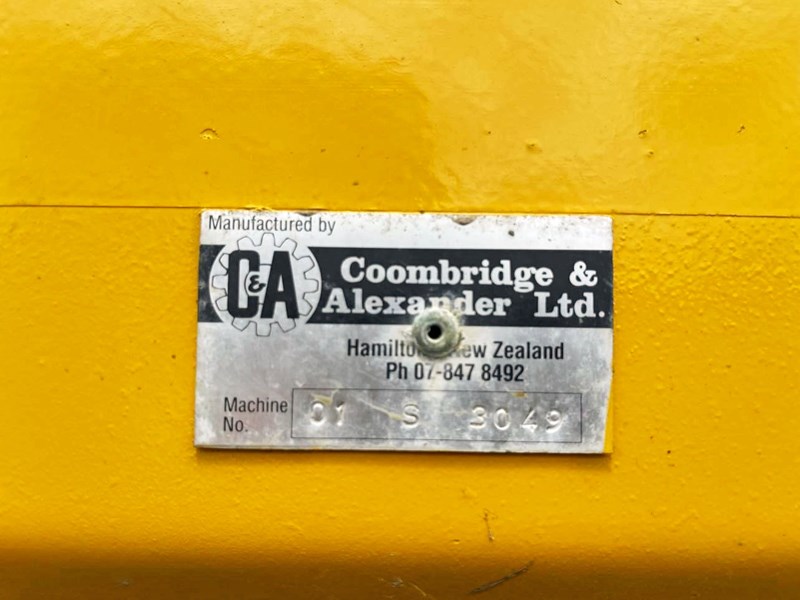 Manufactured by
C&A
Coombridge &
Alexander Ltd.
Hamilton, New Zealand
Ph 07-847 8492
Machine
No.
01 S 3049